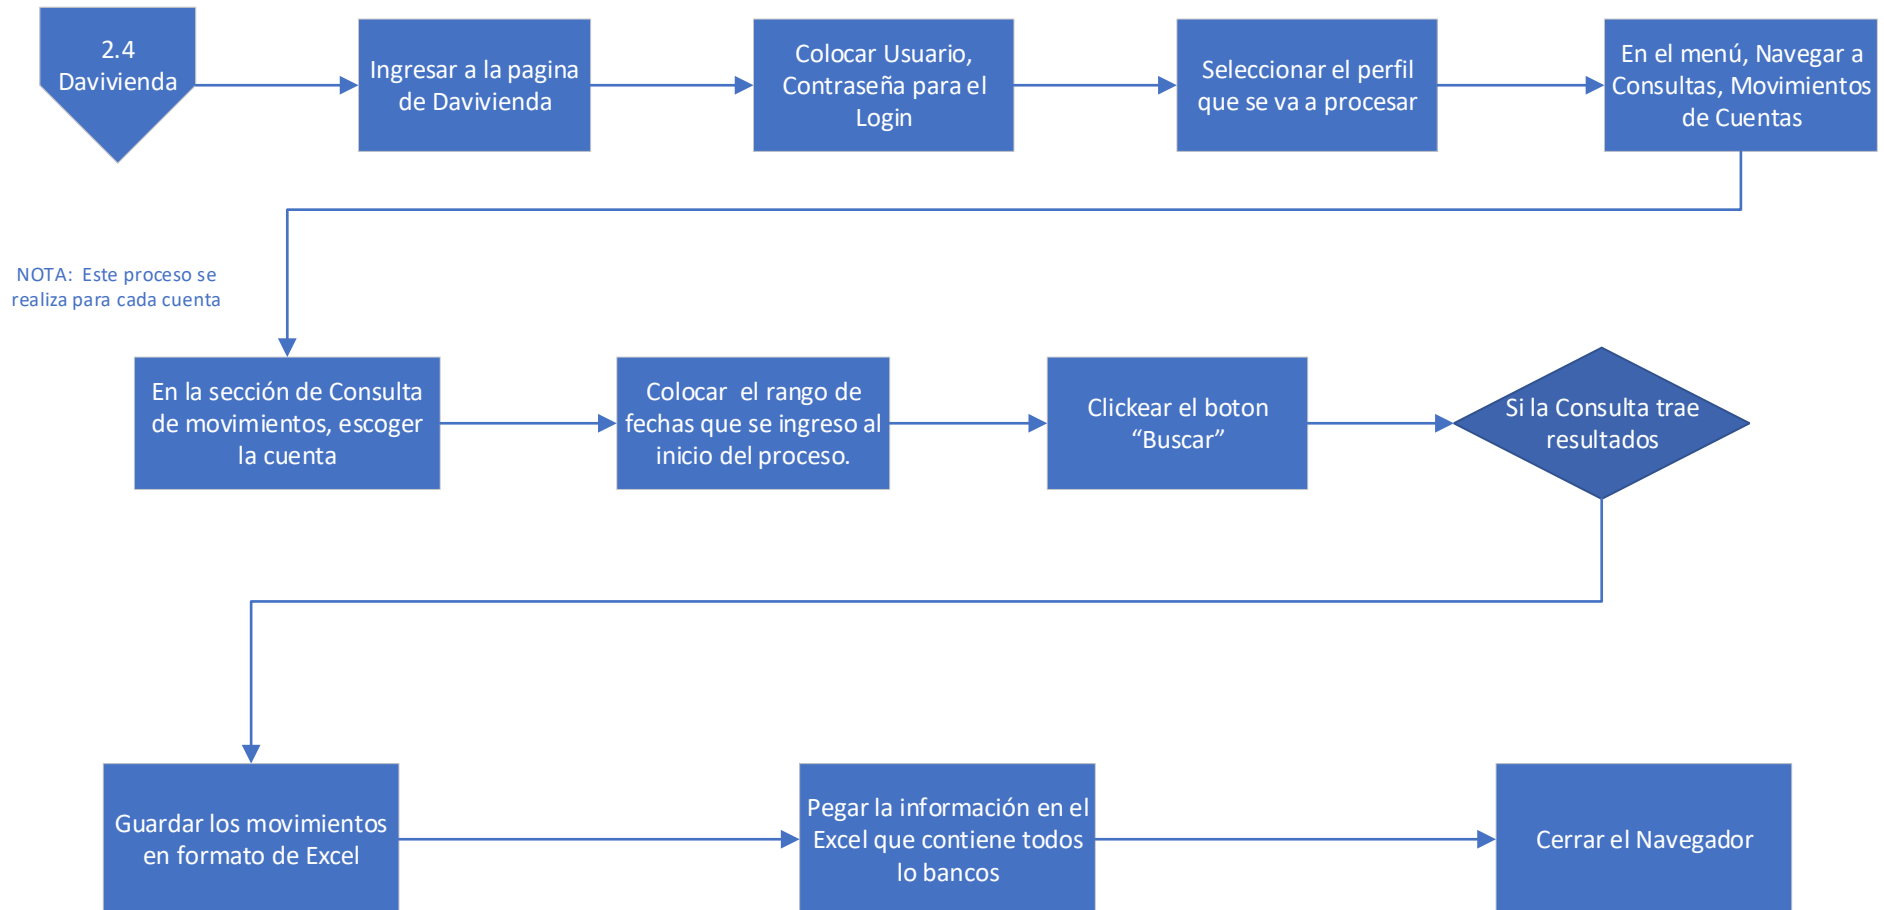 2.4
Davivienda
Ingresar a la pagina
de Davivienda
Colocar Usuario,
Contraseña para el
Login
Seleccionar el perfil
que se va a procesar
En el menú, Navegar a
Consultas, Movimientos
de Cuentas
NOTA: Este proceso se
realiza para cada cuenta
En la sección de Consulta
de movimientos, escoger
la cuenta
Colocar el rango de
fechas que se ingreso al
inicio del proceso.
Clickear el boton
“Buscar”
Si la Consulta trae
resultados
Guardar los movimientos
en formato de Excel
Pegar la información en el
Excel que contiene todos
lo bancos
Cerrar el Navegador